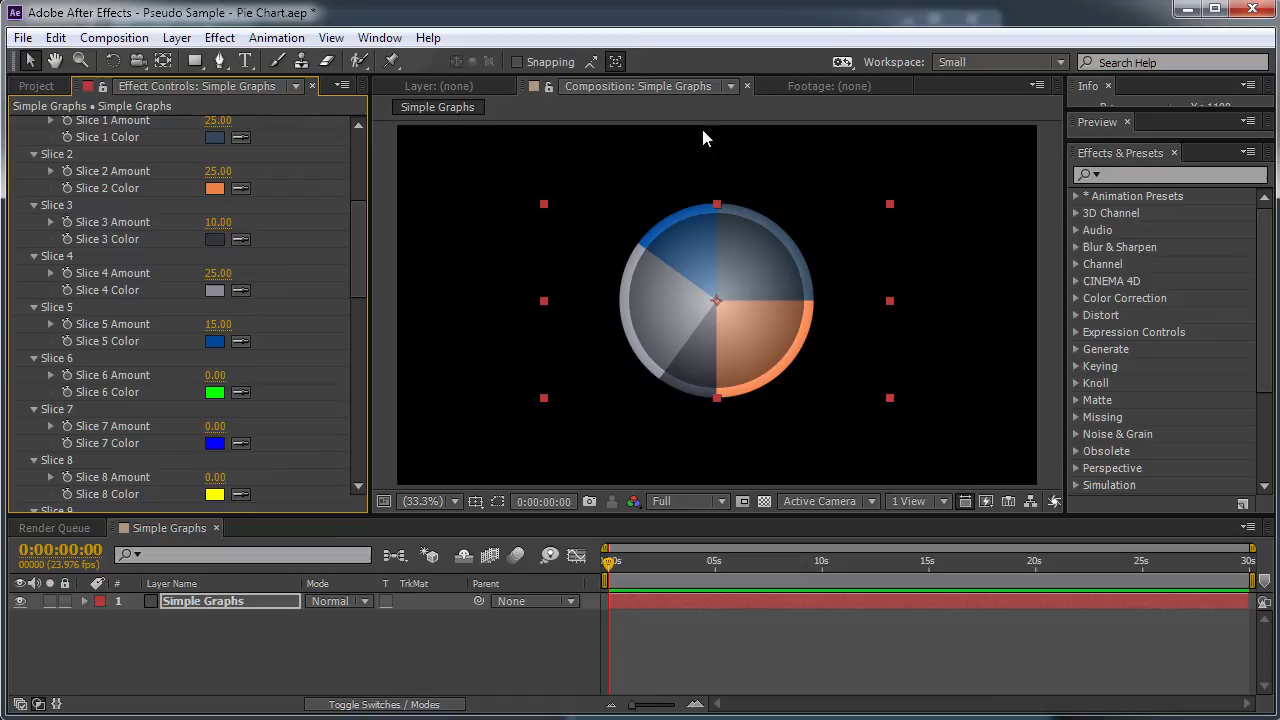 Adobe After Effects - Pseudo Sample - Pie Chart.aep *
File Edit Composition Layer Effect Animation View Window Help
Snapping Workspace: Small Search Help
Project Effect Controls: Simple Graphs Layer: (none) Composition: Simple Graphs Footage: (none) Info
Simple Graphs • Simple Graphs
Simple Graphs
Slice 1 Amount 25.00
Slice 1 Color
Slice 2
Slice 2 Amount 25.00
Slice 2 Color
Slice 3
Slice 3 Amount 10.00
Slice 3 Color
Slice 4
Slice 4 Amount 25.00
Slice 4 Color
Slice 5
Slice 5 Amount 15.00
Slice 5 Color
Slice 6
Slice 6 Amount 0.00
Slice 6 Color
Slice 7
Slice 7 Amount 0.00
Slice 7 Color
Slice 8
Slice 8 Amount 0.00
Slice 8 Color
(33.3%) 0:00:00:00 Full Active Camera 1 View
Preview
Effects & Presets
* Animation Presets
3D Channel
Audio
Blur & Sharpen
Channel
CINEMA 4D
Color Correction
Distort
Expression Controls
Generate
Keying
Knoll
Matte
Missing
Noise & Grain
Obsolete
Perspective
Simulation
Render Queue Simple Graphs
0:00:00:00
00000 (23.976 fps)
05s 10s 15s 20s 25s 30s
# Layer Name Mode T TrkMat Parent
1 Simple Graphs Normal None
Toggle Switches / Modes